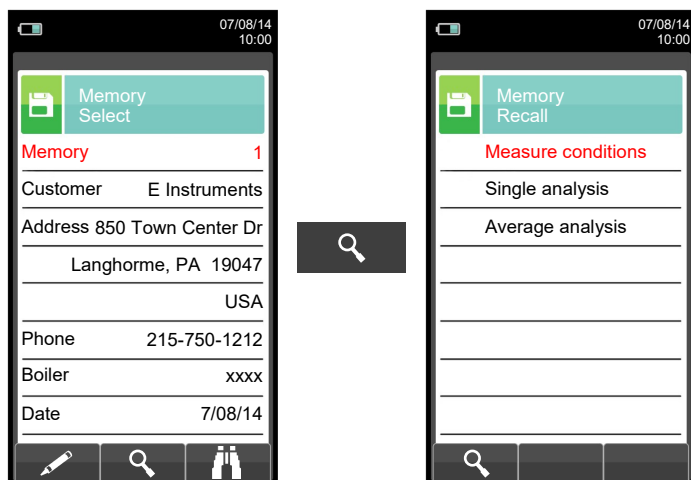 07/08/14
10:00
Memory
Select
Memory 1
Customer E Instruments
Address 850 Town Center Dr
Langhorme, PA 19047
USA
Phone 215-750-1212
Boiler xxxx
Date 7/08/14
07/08/14
10:00
Memory
Recall
Measure conditions
Single analysis
Average analysis